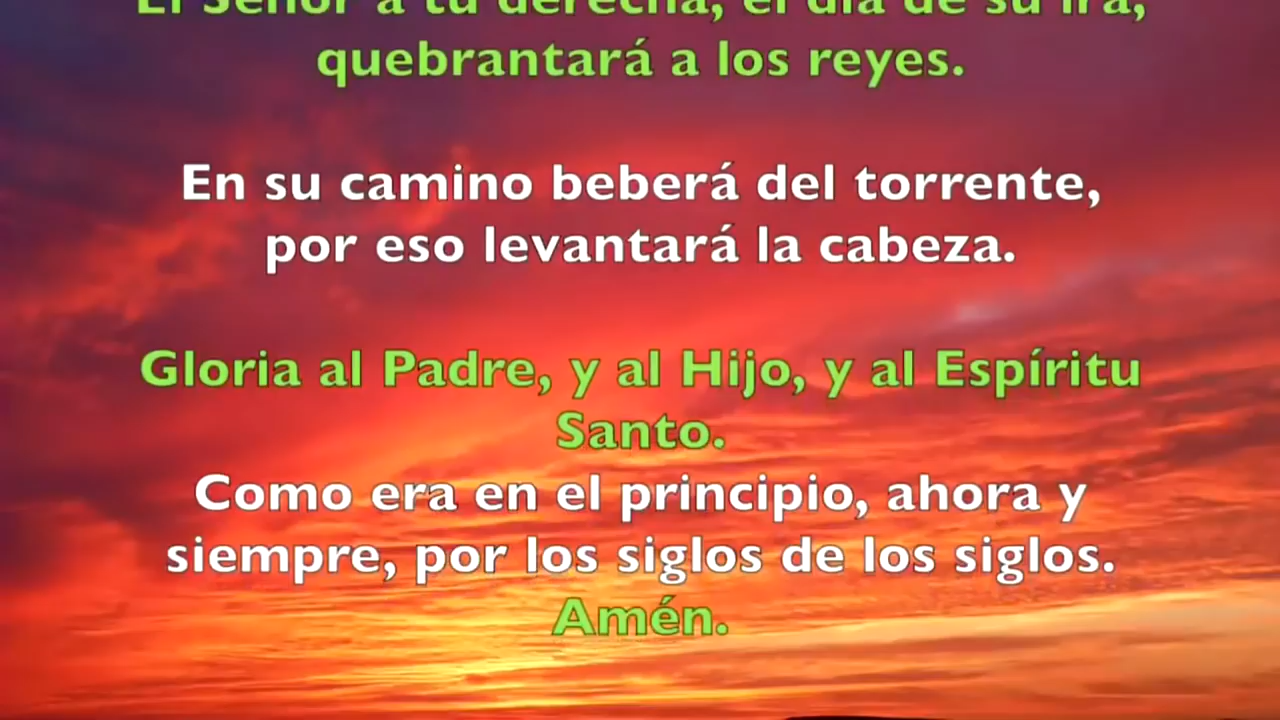 El Señor a tu derecha, el día de su ira,
quebrantará a los reyes.
En su camino beberá del torrente,
por eso levantará la cabeza.
Gloria al Padre, y al Hijo, y al Espíritu
Santo.
Como era en el principio, ahora y
siempre, por los siglos de los siglos.
Amén.